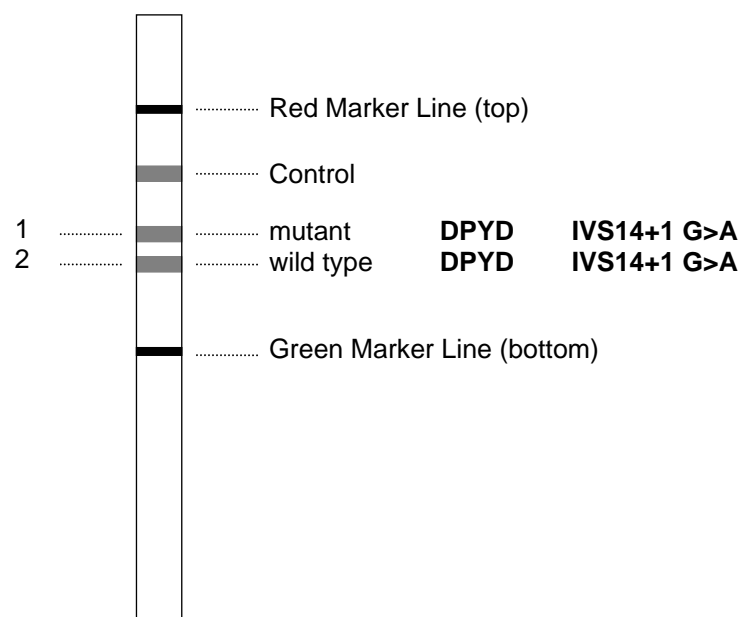 Red Marker Line (top)
Control
1 mutant DPYD IVS14+1 G>A
2 wild type DPYD IVS14+1 G>A
Green Marker Line (bottom)